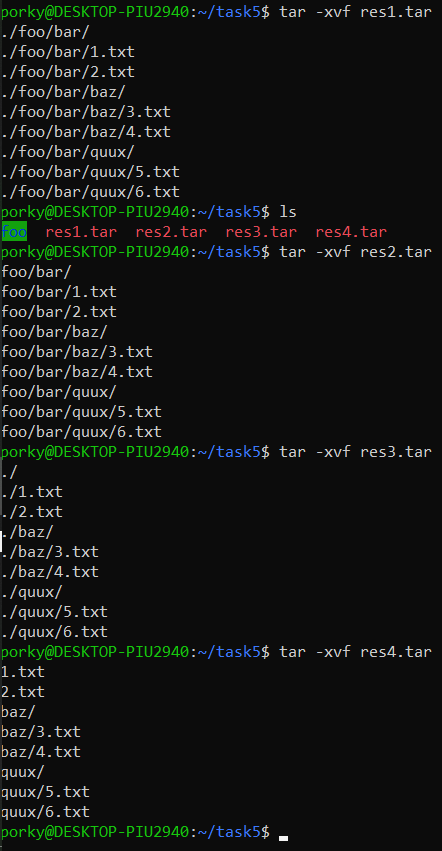 porky@DESKTOP-PIU2940:~/task5$ tar -xvf res1.tar
./foo/bar/
./foo/bar/1.txt
./foo/bar/2.txt
./foo/bar/baz/
./foo/bar/baz/3.txt
./foo/bar/baz/4.txt
./foo/bar/quux/
./foo/bar/quux/5.txt
./foo/bar/quux/6.txt
porky@DESKTOP-PIU2940:~/task5$ ls
foo  res1.tar  res2.tar  res3.tar  res4.tar
porky@DESKTOP-PIU2940:~/task5$ tar -xvf res2.tar
foo/bar/
foo/bar/1.txt
foo/bar/2.txt
foo/bar/baz/
foo/bar/baz/3.txt
foo/bar/baz/4.txt
foo/bar/quux/
foo/bar/quux/5.txt
foo/bar/quux/6.txt
porky@DESKTOP-PIU2940:~/task5$ tar -xvf res3.tar
./
./1.txt
./2.txt
./baz/
./baz/3.txt
./baz/4.txt
./quux/
./quux/5.txt
./quux/6.txt
porky@DESKTOP-PIU2940:~/task5$ tar -xvf res4.tar
1.txt
2.txt
baz/
baz/3.txt
baz/4.txt
quux/
quux/5.txt
quux/6.txt
porky@DESKTOP-PIU2940:~/task5$